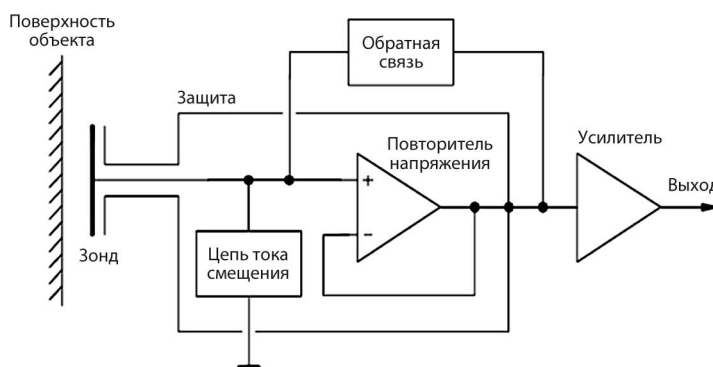 Поверхность
объекта
Обратная
связь
Защита
Повторитель
напряжения
Усилитель
Выход
+
−
Зонд
Цепь тока
смещения